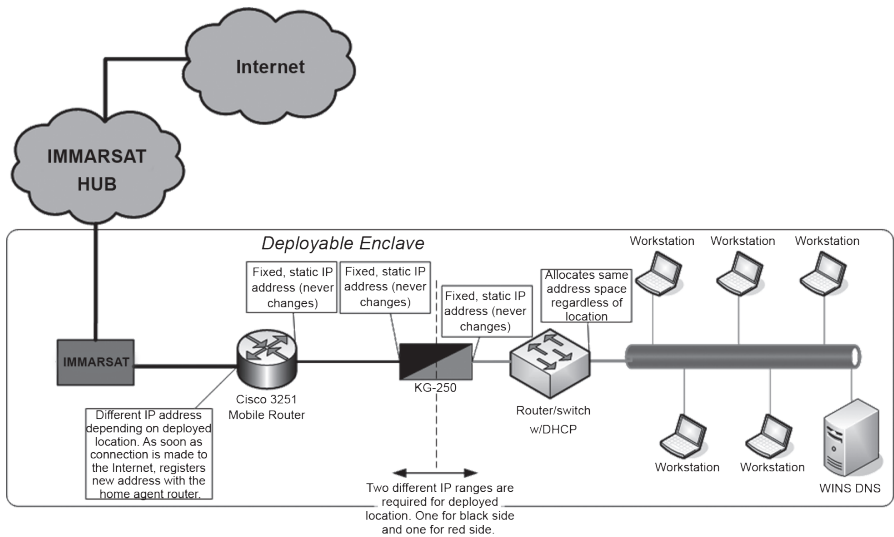 Internet
IMMARSAT
HUB
Deployable Enclave
Fixed, static IP
address (never
changes)
Fixed, static IP
address (never
changes)
Fixed, static IP
address (never
changes)
Allocates same
address space
regardless of
location
Workstation
Workstation
Workstation
IMMARSAT
Cisco 3251
Mobile Router
KG-250
Router/switch
w/DHCP
Different IP address
depending on deployed
location. As soon as
connection is made to
the Internet, registers
new address with the
home agent router.
Workstation
Workstation
WINS DNS
Two different IP ranges are
required for deployed
location. One for black side
and one for red side.